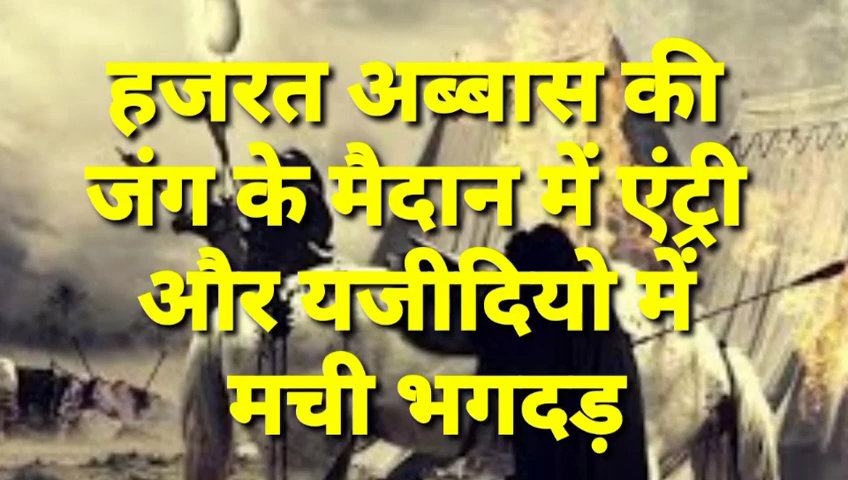 हजरत अब्बास की
जंग के मैदान में एंट्री
और यजीदियो में
मची भगदड़